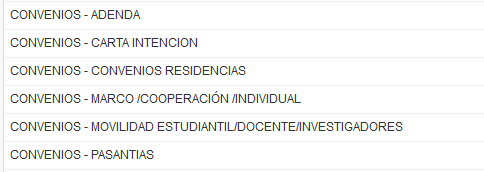 CONVENIOS - ADENDA
CONVENIOS - CARTA INTENCION
CONVENIOS - CONVENIOS RESIDENCIAS
CONVENIOS - MARCO /COOPERACIÓN /INDIVIDUAL
CONVENIOS - MOVILIDAD ESTUDIANTIL/DOCENTE/INVESTIGADORES
CONVENIOS - PASANTIAS